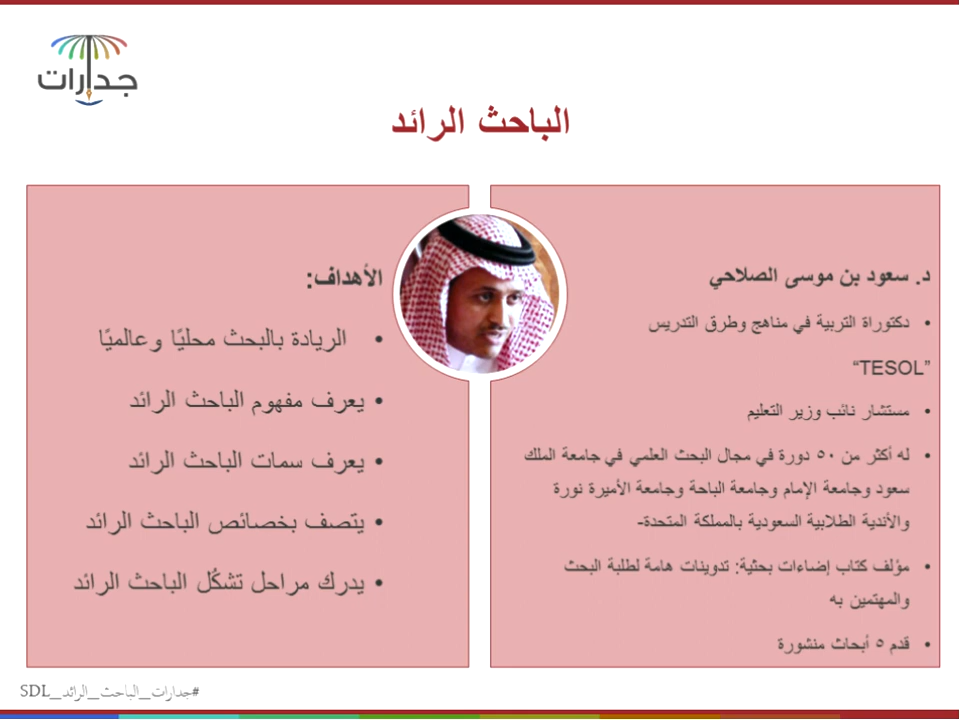 جدارات
الباحث الرائد
د. سعود بن موسى الصلاحي
• دكتوراة التربية في مناهج وطرق التدريس
“TESOL”
• مستشار نائب وزير التعليم
• له أكثر من ٥٠ دورة في مجال البحث العلمي في جامعة الملك
سعود وجامعة الإمام وجامعة الباحة وجامعة الأميرة نورة
والأندية الطلابية السعودية بالمملكة المتحدة-
• مؤلف كتاب إضاءات بحثية: تدوينات هامة لطلبة البحث
والمهتمين به
• قدم ٥ أبحاث منشورة
الأهداف:
• الريادة بالبحث محليًا وعالميًا
• يعرف مفهوم الباحث الرائد
• يعرف سمات الباحث الرائد
• يتصف بخصائص الباحث الرائد
• يدرك مراحل تشكّل الباحث الرائد
#جدارات_الباحث_الرائد_SDL